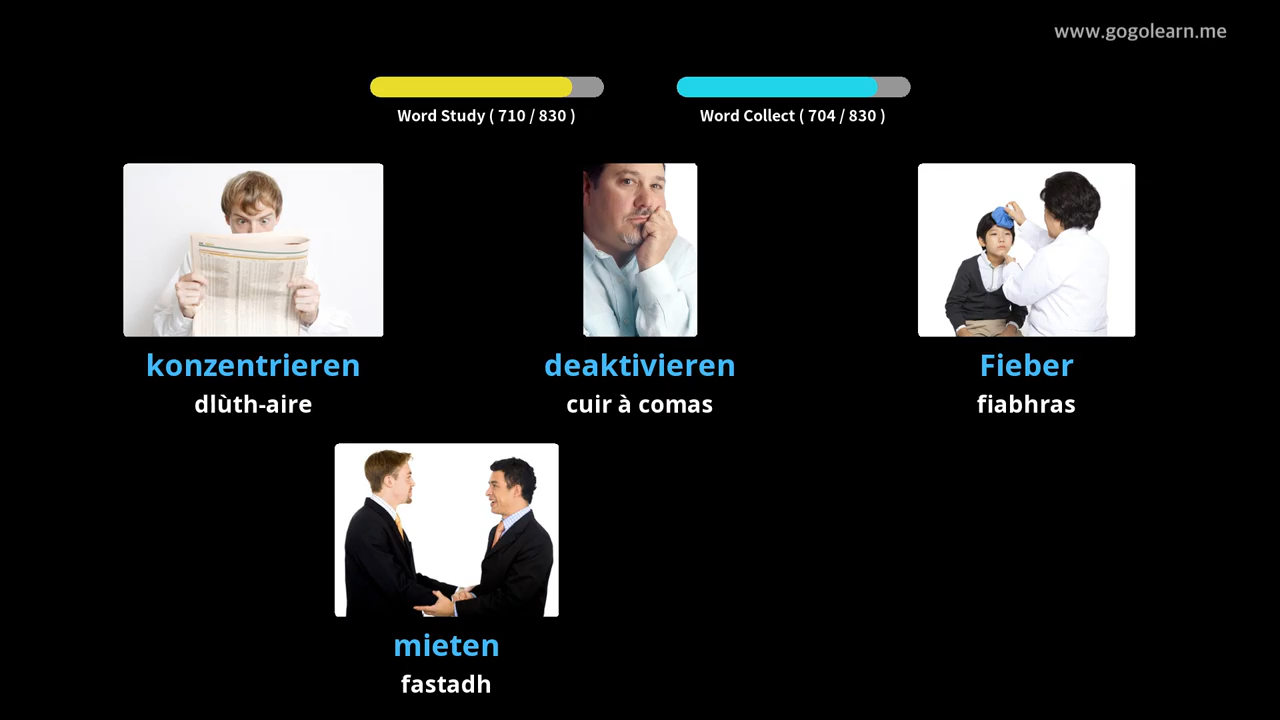 www.gogolearn.me
Word Study ( 710 / 830 )
Word Collect ( 704 / 830 )
konzentrieren
dlùth-aire
deaktivieren
cuir à comas
Fieber
fiabhras
mieten
fastadh